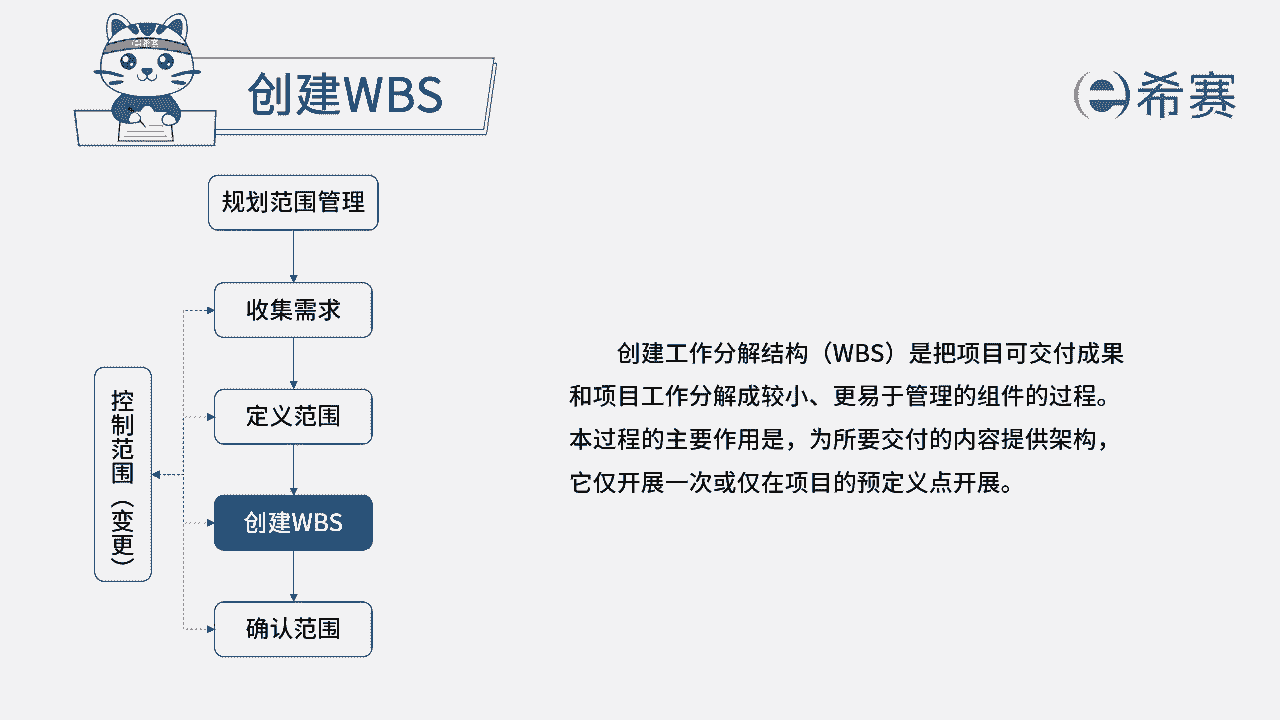 创建WBS
希赛
规划范围管理
收集需求
定义范围
控制范围（变更）
创建WBS
确认范围
创建工作分解结构（WBS）是把项目可交付成果
和项目工作分解成较小、更易于管理的组件的过程。
本过程的主要作用是，为所要交付的内容提供架构，
它仅开展一次或仅在项目的预定义点开展。